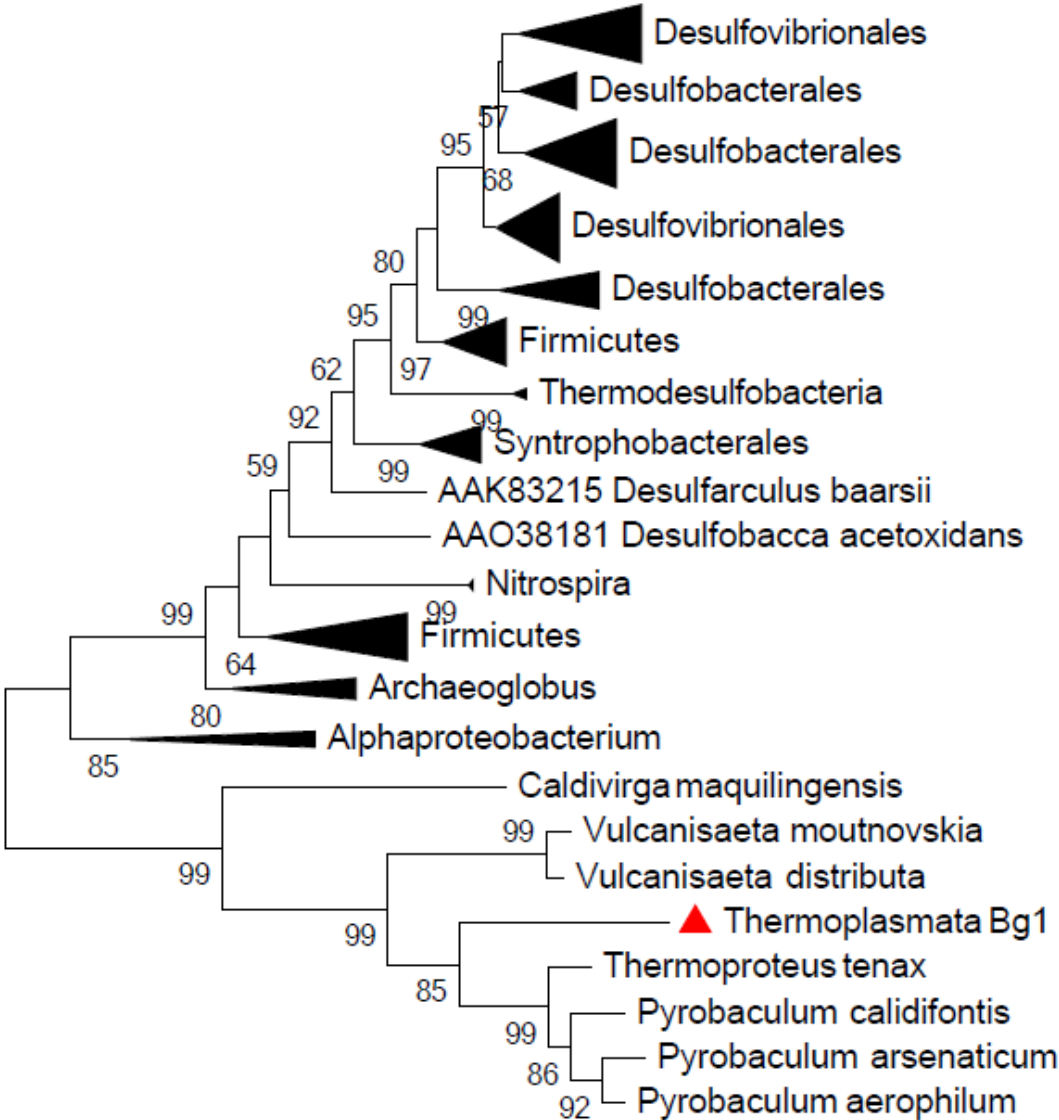 Desulfovibrionales
Desulfobacterales
57
95
Desulfobacterales
68
Desulfovibrionales
80
Desulfobacterales
95
99
Firmicutes
62
97
Thermodesulfobacteria
92
99
Syntrophobacterales
59
99
AAK83215 Desulfarculus baarsii
AAO38181 Desulfobacca acetoxidans
Nitrospira
99
99
Firmicutes
64
Archaeoglobus
80
Alphaproteobacterium
85
Caldivirga maquilingensis
99
Vulcanisaeta moutnovskia
99
Vulcanisaeta distributa
Thermoplasmata Bg1
99
Thermoproteus tenax
85
Pyrobaculum calidifontis
99
Pyrobaculum arsenaticum
86
Pyrobaculum aerophilum
92